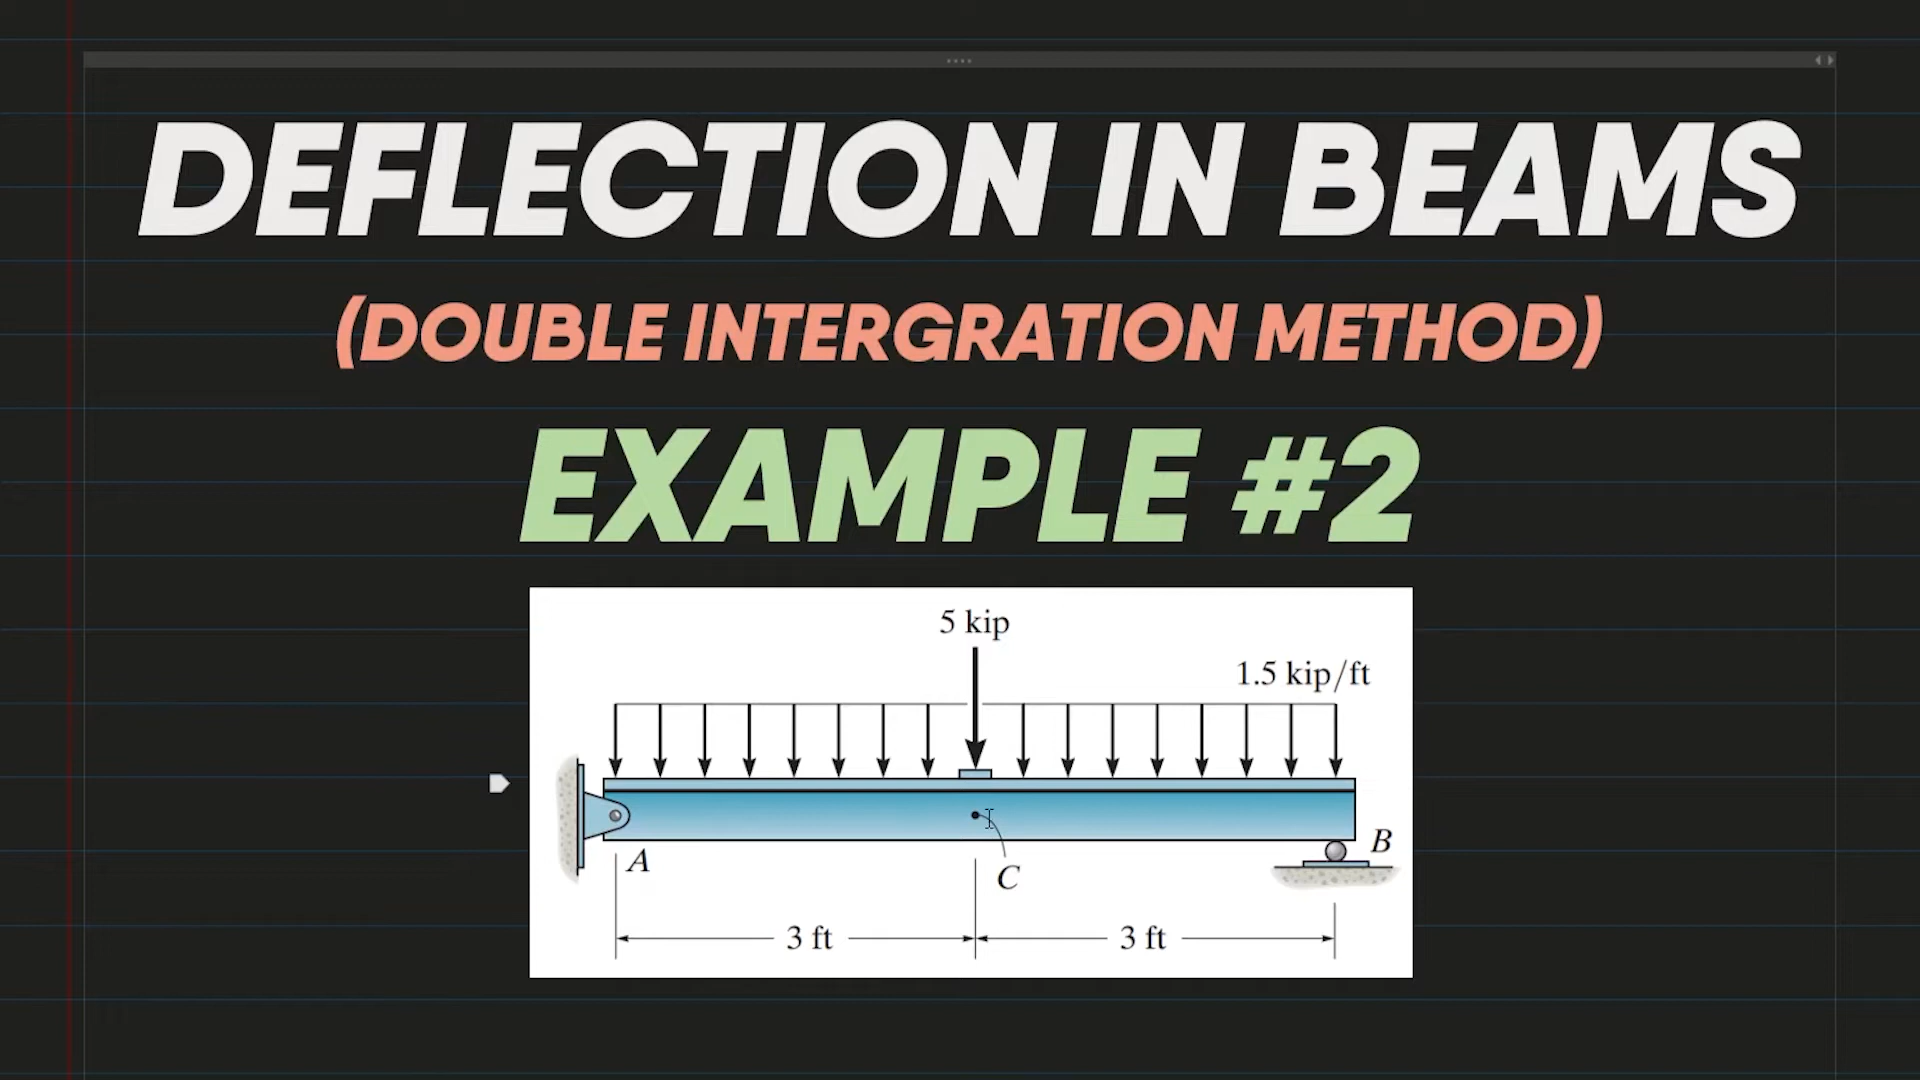 DEFLECTION IN BEAMS
(DOUBLE INTERGRATION METHOD)
EXAMPLE #2
5 kip
1.5 kip/ft
A
B
C
3 ft
3 ft